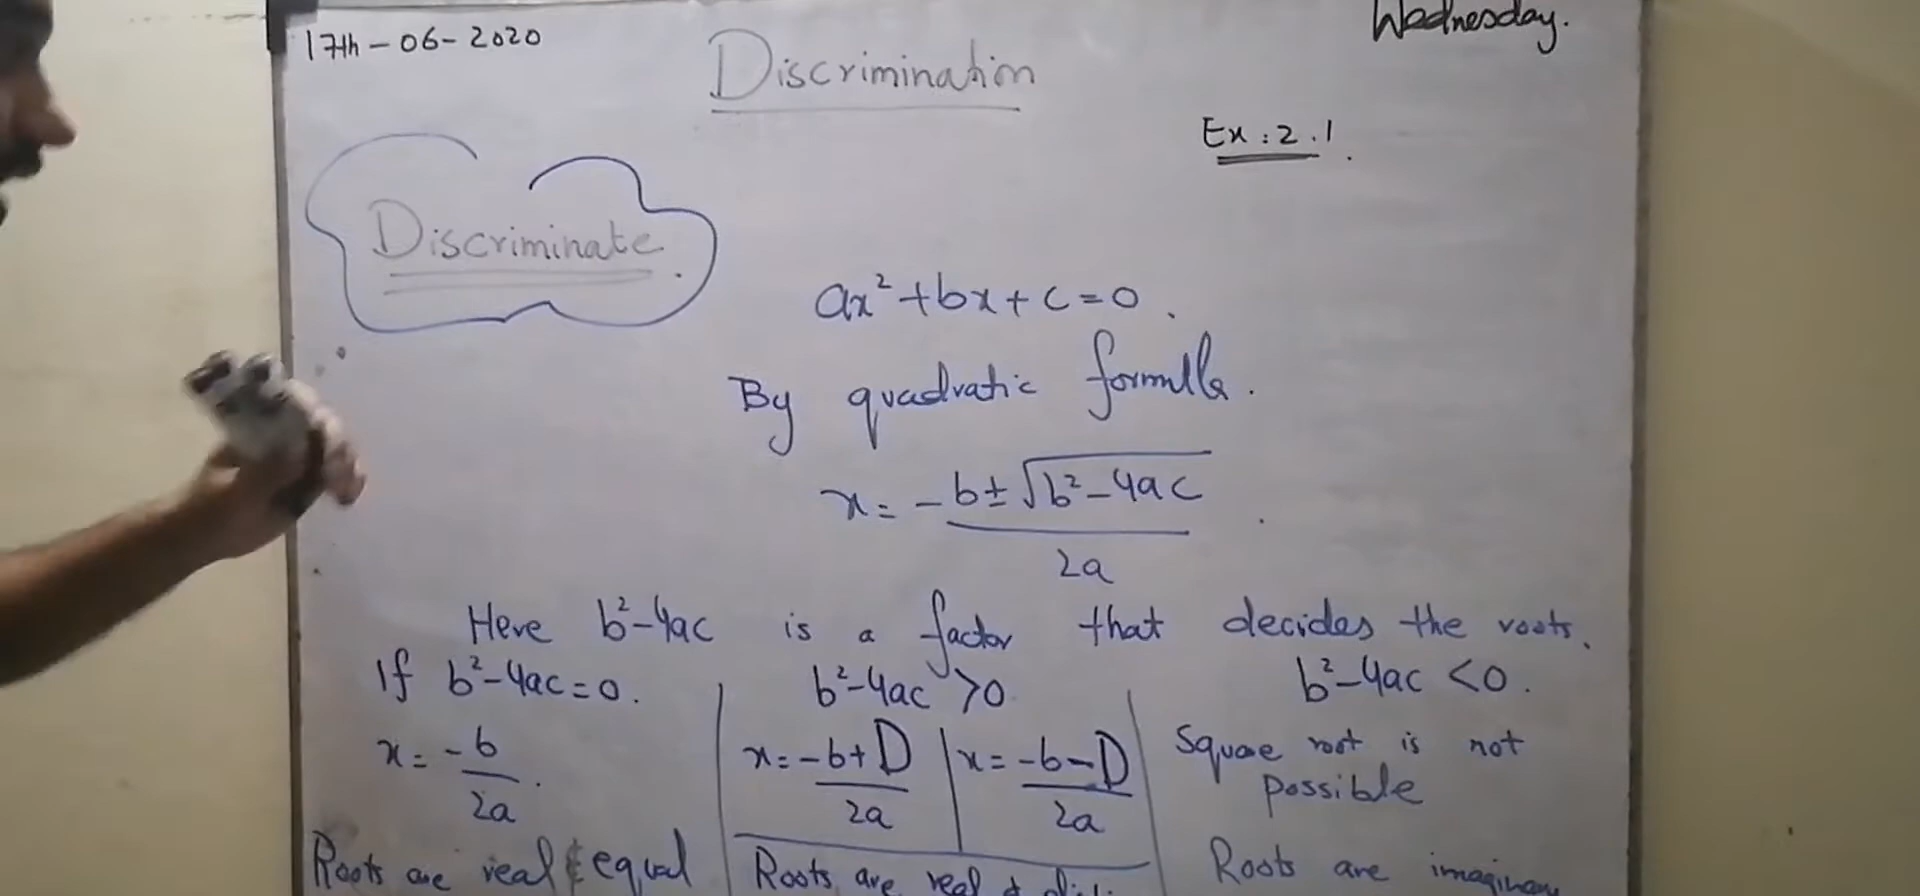 17th-06-2020
Wednesday.
Discrimination
Ex:2.1.
Discriminate.
ax²+bx+c=0.
By quadratic formula.
x=-b±√b²-4ac
2a
Here b²-4ac is a factor that decides the roots.
If b²-4ac=0.
x=-b
2a
Roots are real & equal
b²-4ac>0
x=-b+D
2a
x=-b-D
2a
Roots are real &
b²-4ac<0.
Square root is not
possible
Roots are imaginary